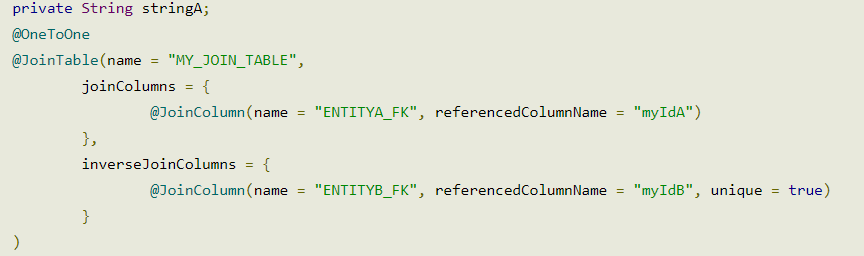 private String stringA;
@OneToOne
@JoinTable(name = "MY_JOIN_TABLE",
        joinColumns = {
                @JoinColumn(name = "ENTITYA_FK", referencedColumnName = "myIdA")
        },
        inverseJoinColumns = {
                @JoinColumn(name = "ENTITYB_FK", referencedColumnName = "myIdB", unique = true)
        }
)